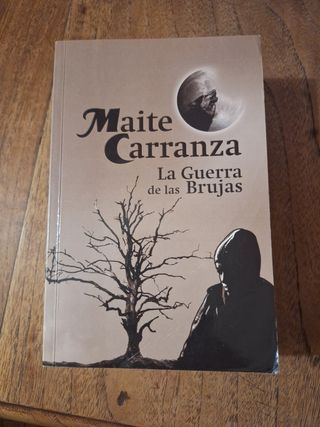 Maite
Carranza
La Guerra
de las Brujas